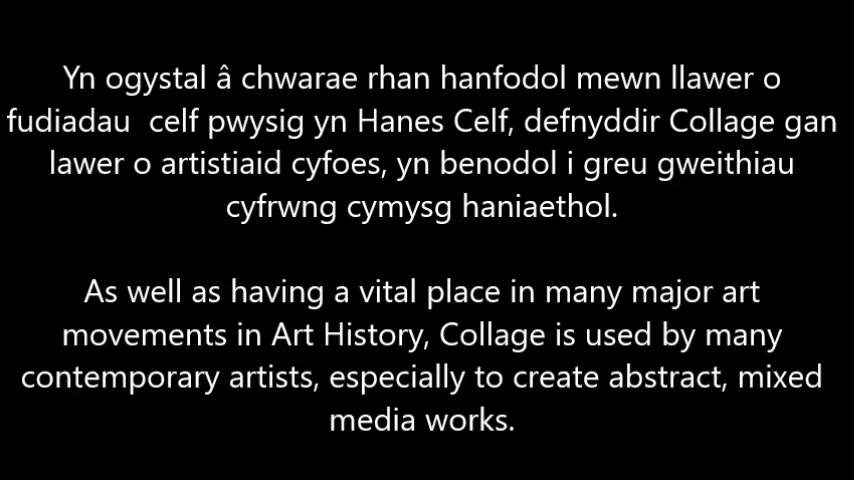 Yn ogystal â chwarae rhan hanfodol mewn llawer o
fudiadau celf pwysig yn Hanes Celf, defnyddir Collage gan
lawer o artistiaid cyfoes, yn benodol i greu gweithiau
cyfrwng cymysg haniaethol.
As well as having a vital place in many major art
movements in Art History, Collage is used by many
contemporary artists, especially to create abstract, mixed
media works.